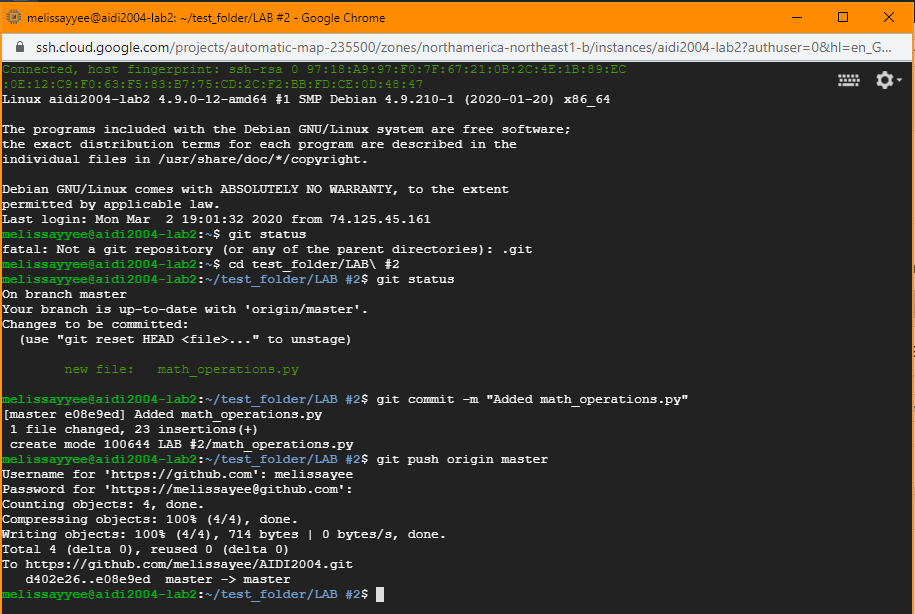 melissayyee@aidi2004-lab2: ~/test_folder/LAB #2 - Google Chrome
ssh.cloud.google.com/projects/automatic-map-235500/zones/northamerica-northeast1-b/instances/aidi2004-lab2?authuser=0&hl=en_G...
Connected, host fingerprint: ssh-rsa 0 97:18:A9:97:F0:7F:67:21:0B:2C:4E:1B:89:EC
:0E:12:C9:F0:63:F5:83:B7:75:CD:2C:F2:BB:FD:CE:0D:48:47
Linux aidi2004-lab2 4.9.0-12-amd64 #1 SMP Debian 4.9.210-1 (2020-01-20) x86_64
The programs included with the Debian GNU/Linux system are free software;
the exact distribution terms for each program are described in the
individual files in /usr/share/doc/*/copyright.
Debian GNU/Linux comes with ABSOLUTELY NO WARRANTY, to the extent
permitted by applicable law.
Last login: Mon Mar  2 19:01:32 2020 from 74.125.45.161
melissayyee@aidi2004-lab2:~$ git status
fatal: Not a git repository (or any of the parent directories): .git
melissayyee@aidi2004-lab2:~$ cd test_folder/LAB\ #2
melissayyee@aidi2004-lab2:~/test_folder/LAB #2$ git status
On branch master
Your branch is up-to-date with 'origin/master'.
Changes to be committed:
  (use "git reset HEAD <file>..." to unstage)
        new file:   math_operations.py
melissayyee@aidi2004-lab2:~/test_folder/LAB #2$ git commit -m "Added math_operations.py"
[master e08e9ed] Added math_operations.py
 1 file changed, 23 insertions(+)
 create mode 100644 LAB #2/math_operations.py
melissayyee@aidi2004-lab2:~/test_folder/LAB #2$ git push origin master
Username for 'https://github.com': melissayee
Password for 'https://melissayee@github.com':
Counting objects: 4, done.
Compressing objects: 100% (4/4), done.
Writing objects: 100% (4/4), 714 bytes | 0 bytes/s, done.
Total 4 (delta 0), reused 0 (delta 0)
To https://github.com/melissayee/AIDI2004.git
   d402e26..e08e9ed  master -> master
melissayyee@aidi2004-lab2:~/test_folder/LAB #2$